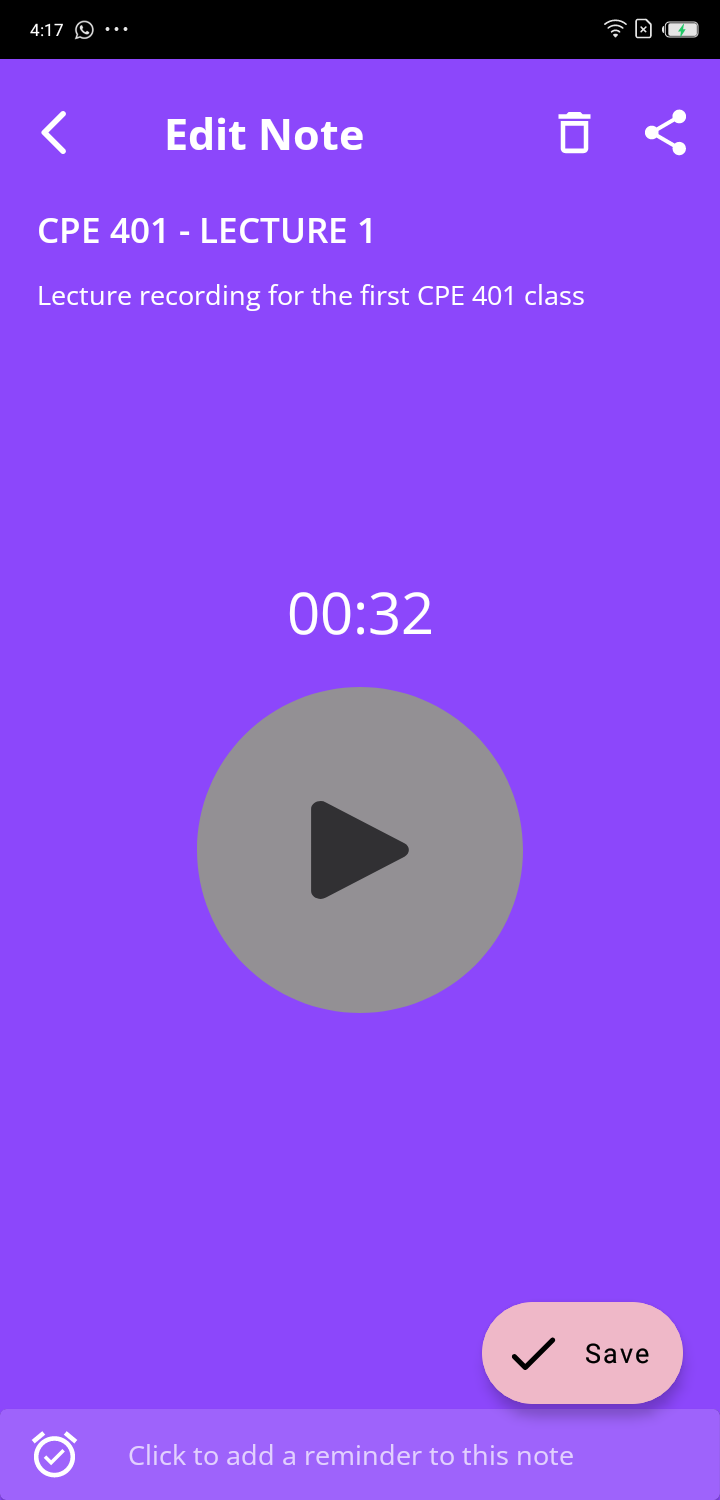 4:17
Edit Note
CPE 401 - LECTURE 1
Lecture recording for the first CPE 401 class
00:32
Save
Click to add a reminder to this note